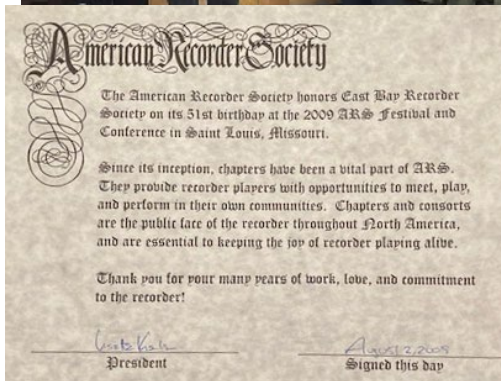 American Recorder Society
The American Recorder Society honors East Bay Recorder
Society on its 51st birthday at the 2009 ARS Festival and
Conference in Saint Louis, Missouri.
Since its inception, chapters have been a vital part of ARS.
They provide recorder players with opportunities to meet, play,
and perform in their own communities. Chapters and consorts
are the public face of the recorder throughout North America,
and are essential to keeping the joy of recorder playing alive.
Thank you for your many years of work, love, and commitment
to the recorder!
August 2, 2009
President
Signed this day